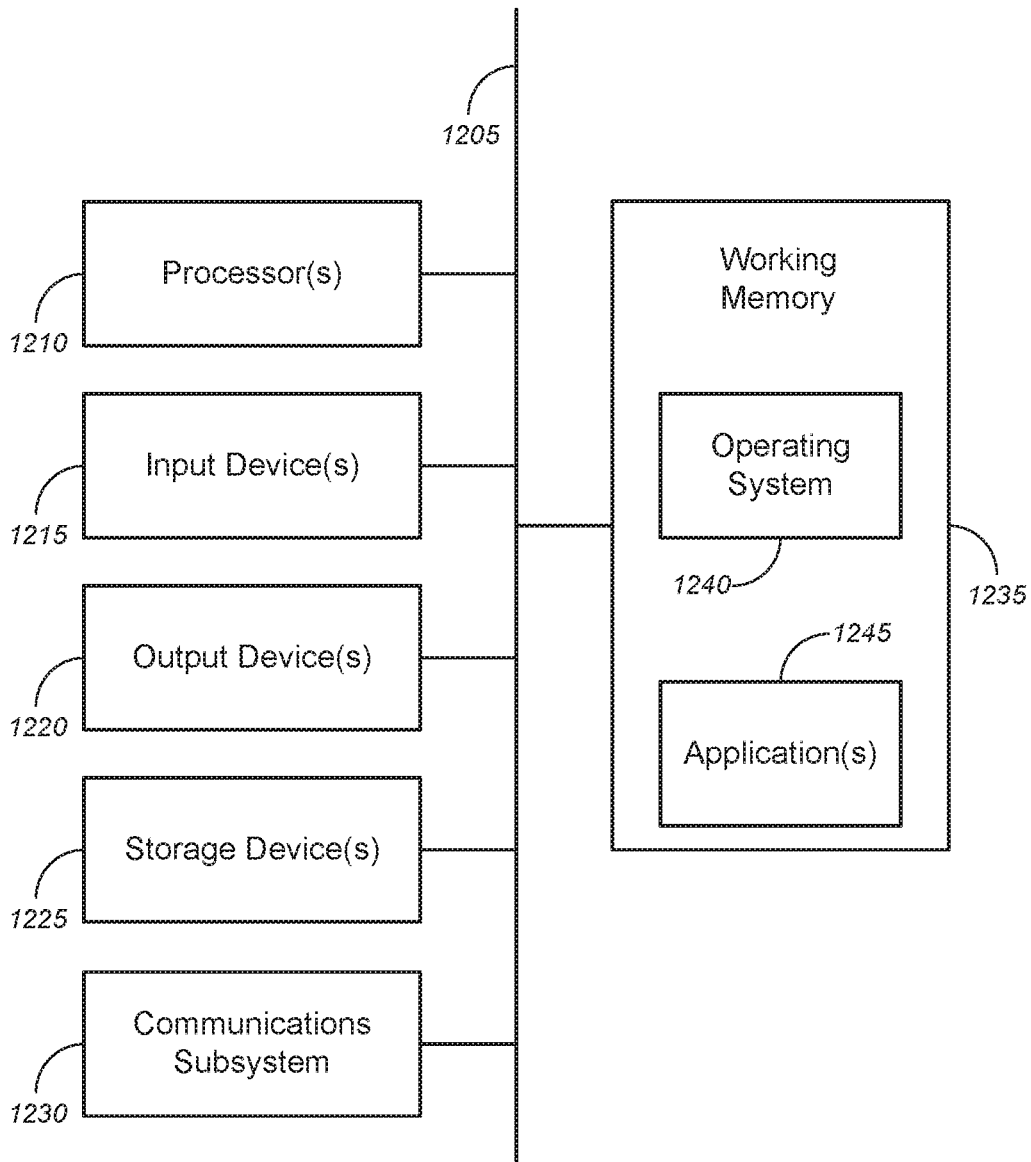 1205
Processor(s)
1210
Input Device(s)
1215
Output Device(s)
1220
Storage Device(s)
1225
Communications
Subsystem
1230
Working
Memory
Operating
System
1240
1235
1245
Application(s)